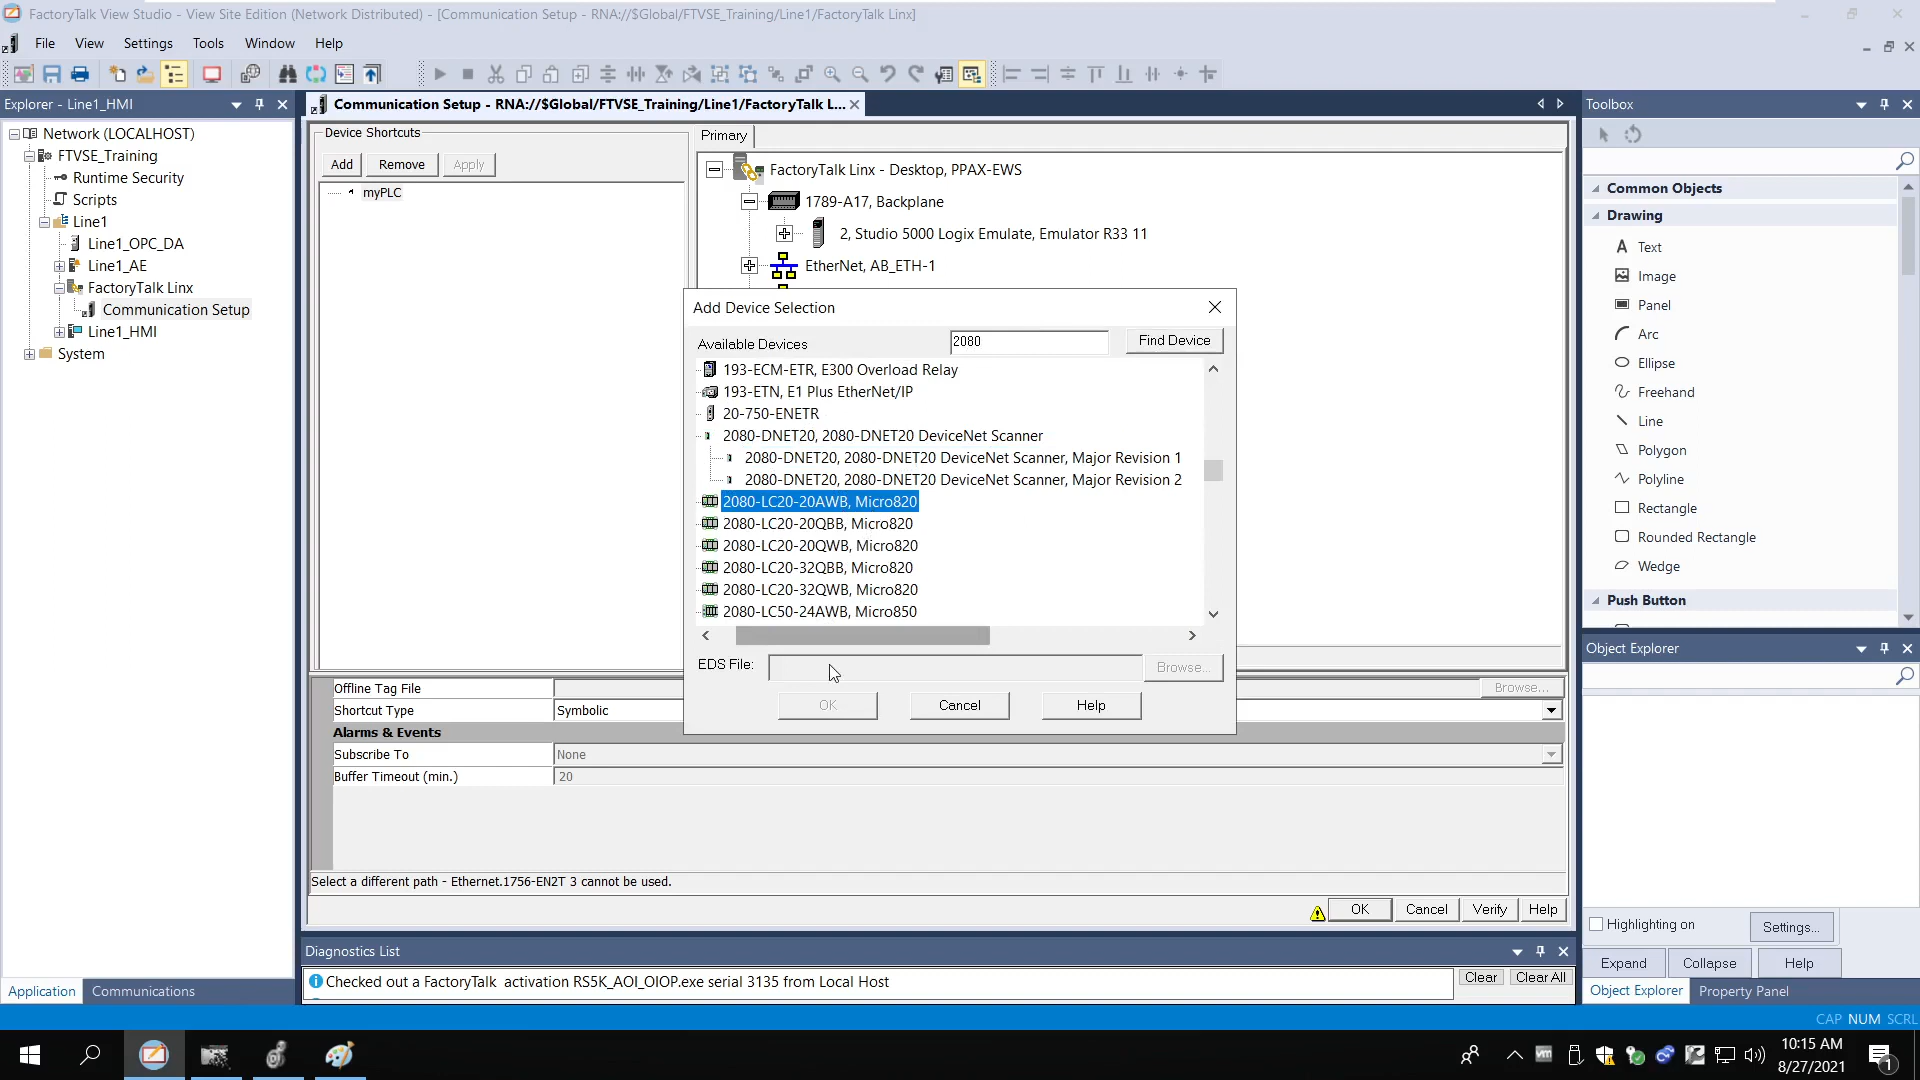 FactoryTalk View Studio - View Site Edition (Network Distributed) - [Communication Setup - RNA://$Global/FTVSE_Training/Line1/FactoryTalk Linx]
File View Settings Tools Window Help
Explorer - Line1_HMI
Network (LOCALHOST)
FTVSE_Training
Runtime Security
Scripts
Line1
Line1_OPC_DA
Line1_AE
FactoryTalk Linx
Communication Setup
Line1_HMI
System
Application Communications
Communication Setup - RNA://$Global/FTVSE_Training/Line1/FactoryTalk L...
Device Shortcuts
Add Remove Apply
myPLC
Primary
FactoryTalk Linx - Desktop, PPAX-EWS
1789-A17, Backplane
2, Studio 5000 Logix Emulate, Emulator R33 11
EtherNet, AB_ETH-1
Add Device Selection
Available Devices 2080 Find Device
193-ECM-ETR, E300 Overload Relay
193-ETN, E1 Plus EtherNet/IP
20-750-ENETR
2080-DNET20, 2080-DNET20 DeviceNet Scanner
2080-DNET20, 2080-DNET20 DeviceNet Scanner, Major Revision 1
2080-DNET20, 2080-DNET20 DeviceNet Scanner, Major Revision 2
2080-LC20-20AWB, Micro820
2080-LC20-20QBB, Micro820
2080-LC20-20QWB, Micro820
2080-LC20-32QBB, Micro820
2080-LC20-32QWB, Micro820
2080-LC50-24AWB, Micro850
EDS File: Browse...
OK Cancel Help
Offline Tag File Browse...
Shortcut Type Symbolic
Alarms & Events
Subscribe To None
Buffer Timeout (min.) 20
Select a different path - Ethernet.1756-EN2T 3 cannot be used.
OK Cancel Verify Help
Diagnostics List
Checked out a FactoryTalk activation RS5K_AOI_OIOP.exe serial 3135 from Local Host
Clear Clear All
Toolbox
Common Objects
Drawing
Text
Image
Panel
Arc
Ellipse
Freehand
Line
Polygon
Polyline
Rectangle
Rounded Rectangle
Wedge
Push Button
Object Explorer
Highlighting on Settings...
Expand Collapse Help
Object Explorer Property Panel
CAP NUM SCRL
10:15 AM
8/27/2021
1